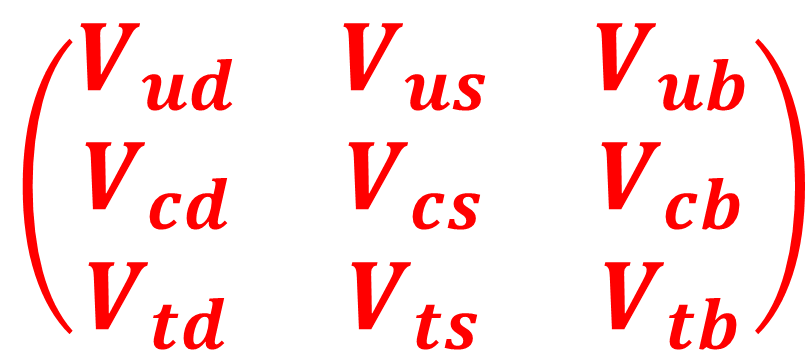 V_ud V_us V_ub
V_cd V_cs V_cb
V_td V_ts V_tb